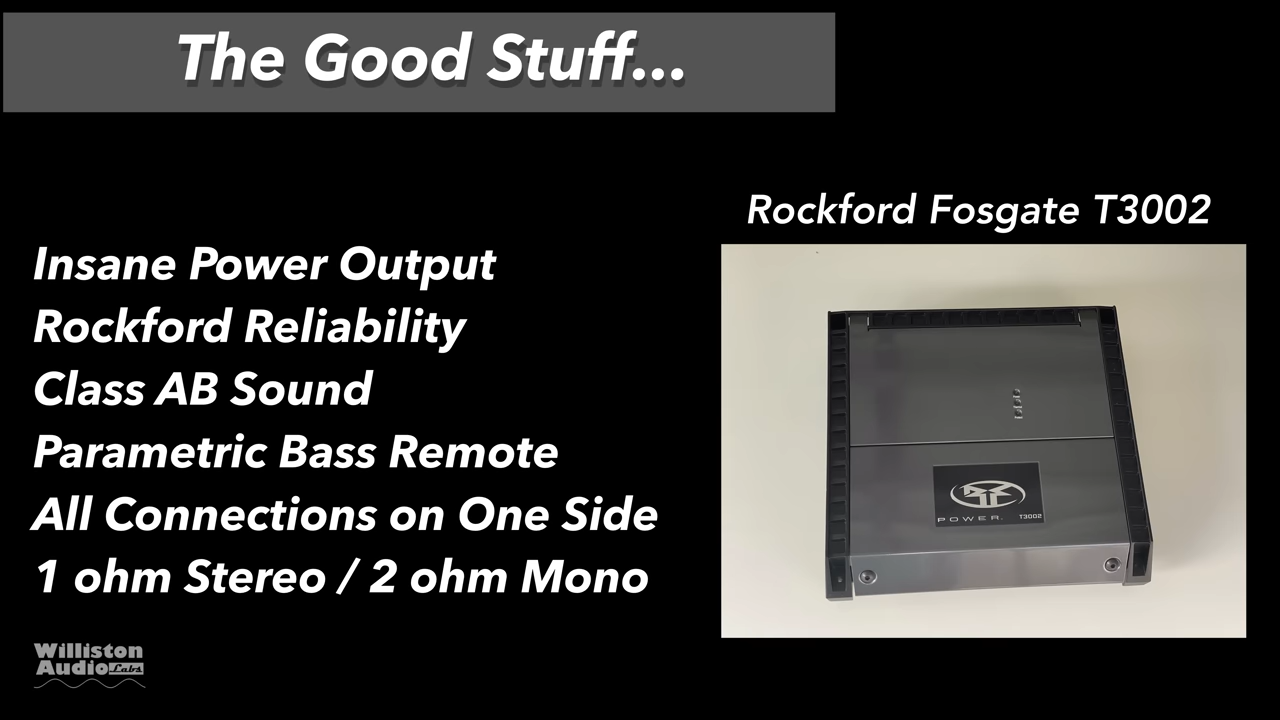 The Good Stuff...
Rockford Fosgate T3002
Insane Power Output
Rockford Reliability
Class AB Sound
Parametric Bass Remote
All Connections on One Side
1 ohm Stereo / 2 ohm Mono
POWER. T3002
Williston
Audio Labs